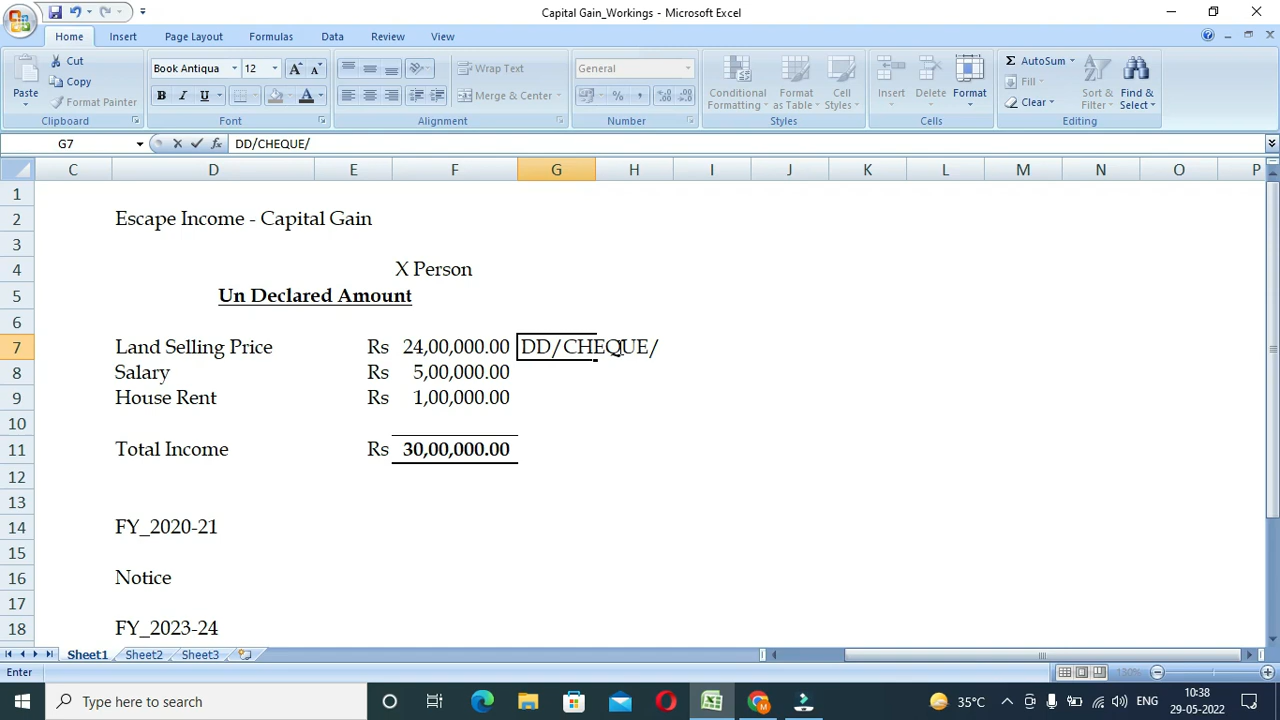 Capital Gain_Workings - Microsoft Excel
Home Insert Page Layout Formulas Data Review View
Paste
Cut
Copy
Format Painter
Clipboard
Book Antiqua 12
B I U
Font
Wrap Text
Merge & Center
Alignment
General
% ,
Number
Conditional Formatting
Format as Table
Cell Styles
Styles
Insert Delete Format
Cells
Σ AutoSum
Fill
Clear
Sort & Filter
Find & Select
Editing
G7 fx DD/CHEQUE/
C D E F G H I J K L M N O P
1
2 Escape Income - Capital Gain
3
4 X Person
5 Un Declared Amount
6
7 Land Selling Price Rs 24,00,000.00 DD/CHEQUE/
8 Salary Rs 5,00,000.00
9 House Rent Rs 1,00,000.00
10
11 Total Income Rs 30,00,000.00
12
13
14 FY_2020-21
15
16 Notice
17
18 FY_2023-24
Sheet1 Sheet2 Sheet3
Enter 130%
Type here to search
35°C ENG 10:38
29-05-2022